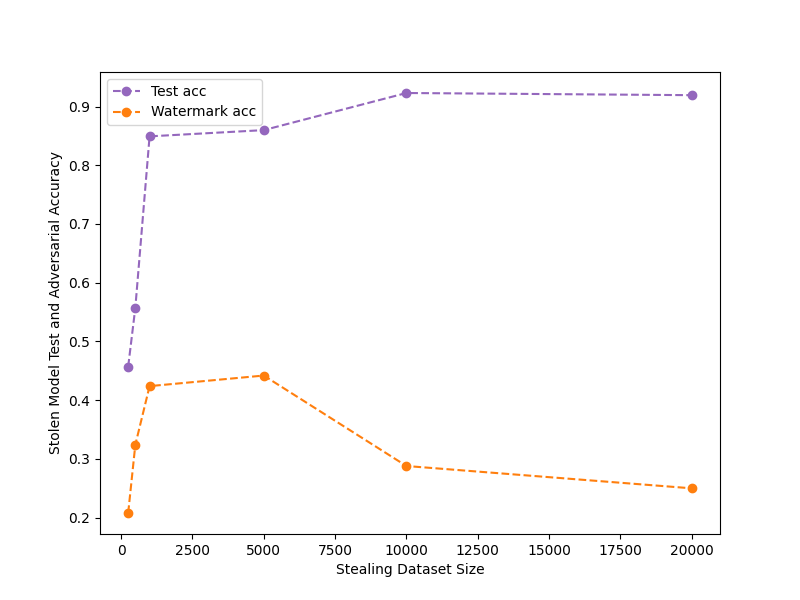 Test acc
Watermark acc
Stolen Model Test and Adversarial Accuracy
0.9
0.8
0.7
0.6
0.5
0.4
0.3
0.2
0 2500 5000 7500 10000 12500 15000 17500 20000
Stealing Dataset Size